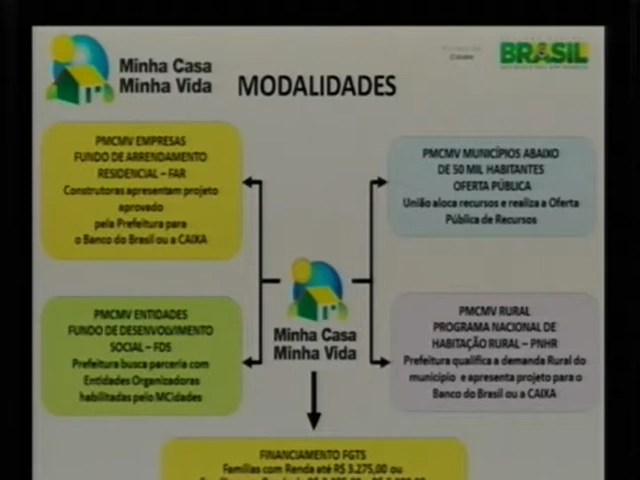 Minha Casa
Minha Vida
MODALIDADES
BRASIL
PMCMV EMPRESAS
FUNDO DE ARRENDAMENTO
RESIDENCIAL – FAR
Construtoras apresentam projeto
aprovado
pela Prefeitura para
o Banco do Brasil ou a CAIXA
PMCMV MUNICÍPIOS ABAIXO
DE 50 MIL HABITANTES
OFERTA PÚBLICA
União aloca recursos e realiza a Oferta
Pública de Recursos
PMCMV ENTIDADES
FUNDO DE DESENVOLVIMENTO
SOCIAL – FDS
Prefeitura busca parceria com
Entidades Organizadoras
habilitadas pelo MCidades
Minha Casa
Minha Vida
PMCMV RURAL
PROGRAMA NACIONAL DE
HABITAÇÃO RURAL – PNHR
Prefeitura qualifica a demanda Rural do
município e apresenta projeto para o
Banco do Brasil ou a CAIXA
FINANCIAMENTO FGTS
Famílias com Renda até R$ 3.275,00 ou